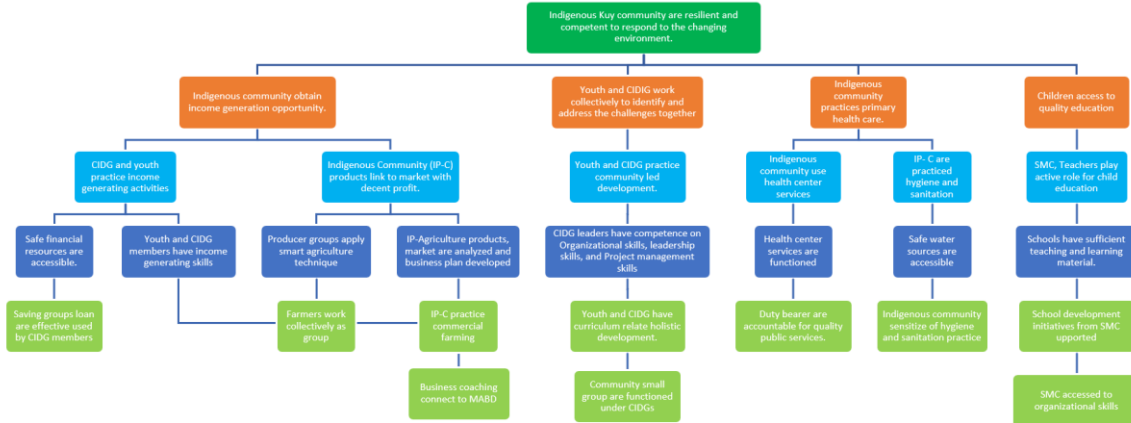 Indigenous Kuy community are resilient and
competent to respond to the changing
environment.
Indigenous community obtain
income generation opportunity.
Youth and CIDIG work
collectively to identify and
address the challenges together
Indigenous
community
practices primary
health care.
Children access to
quality education
CIDG and youth
practice income
generating activities
Indigenous Community (IP-C)
products link to market with
decent profit.
Youth and CIDG practice
community led
development.
Indigenous
community use
health center
services
IP- C are
practiced
hygiene and
sanitation
SMC, Teachers play
active role for child
education
Safe financial
resources are
accessible.
Youth and CIDG
members have income
generating skills
Producer groups apply
smart agriculture
technique
IP-Agriculture products,
market are analyzed and
business plan developed
CIDG leaders have competence on
Organizational skills, leadership
skills, and Project management
skills
Health center
services are
functioned
Safe water
sources are
accessible
Schools have sufficient
teaching and learning
material.
Saving groups loan
are effective used
by CIDG members
Farmers work
collectively as
group
IP-C practice
commercial
farming
Youth and CIDG have
curriculum relate holistic
development.
Duty bearer are
accountable for quality
public services.
Indigenous community
sensitize of hygiene
and sanitation practice
School development
initiatives from SMC
upported
Business coaching
connect to MABD
Community small
group are functioned
under CIDGs
SMC accessed to
organizational skills